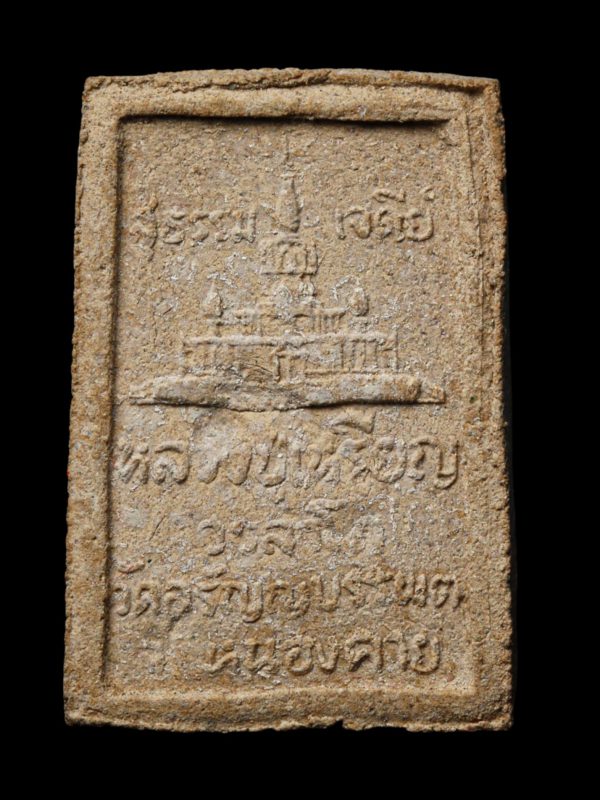 สุธรรม เจดีย์
หลวงปู่เหรียญ
วะลาโภ
วัดอรัญญบรรพต
หนองคาย